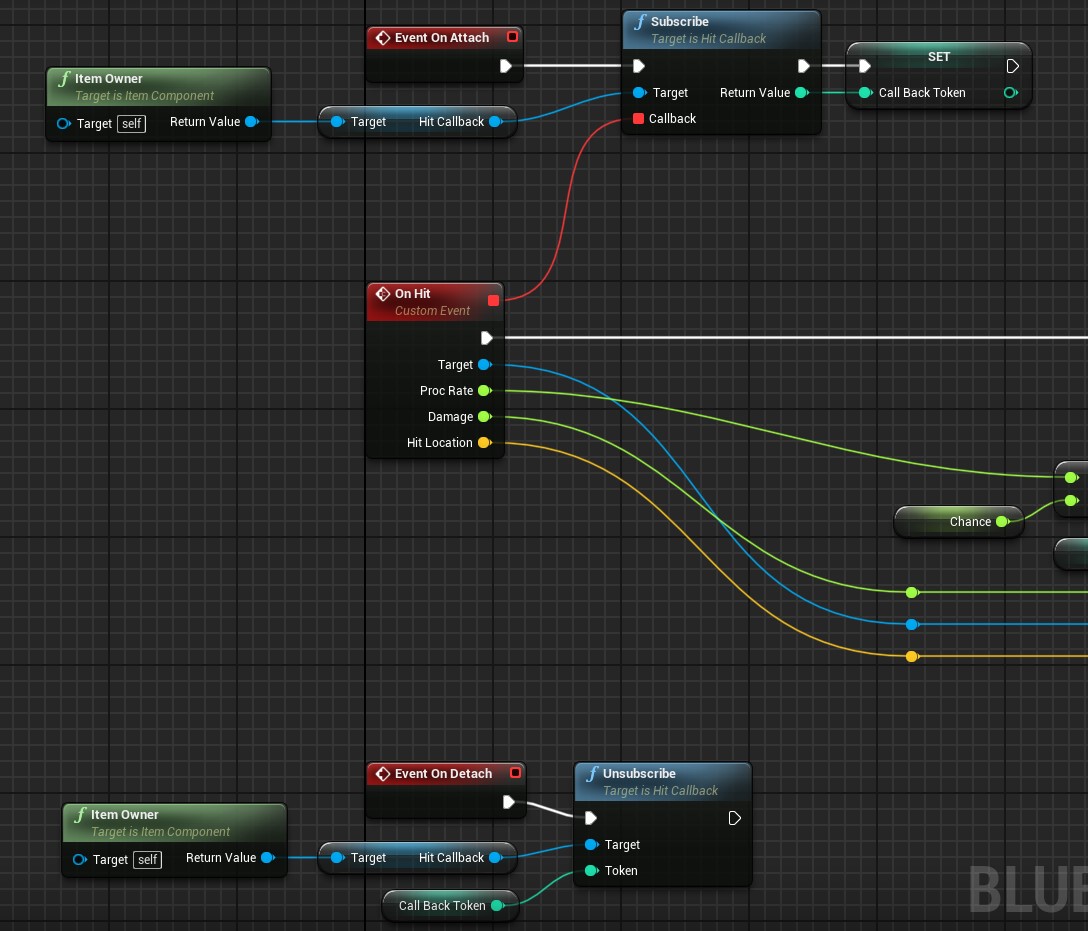 Event On Attach
Subscribe
Target is Hit Callback
SET
Item Owner
Target is Item Component
Target self Return Value
Target Hit Callback
Target Return Value
Call Back Token
Callback
On Hit
Custom Event
Target
Proc Rate
Damage
Hit Location
Chance
Event On Detach
Unsubscribe
Target is Hit Callback
Item Owner
Target is Item Component
Target self Return Value
Target Hit Callback
Target
Token
Call Back Token
BLUE